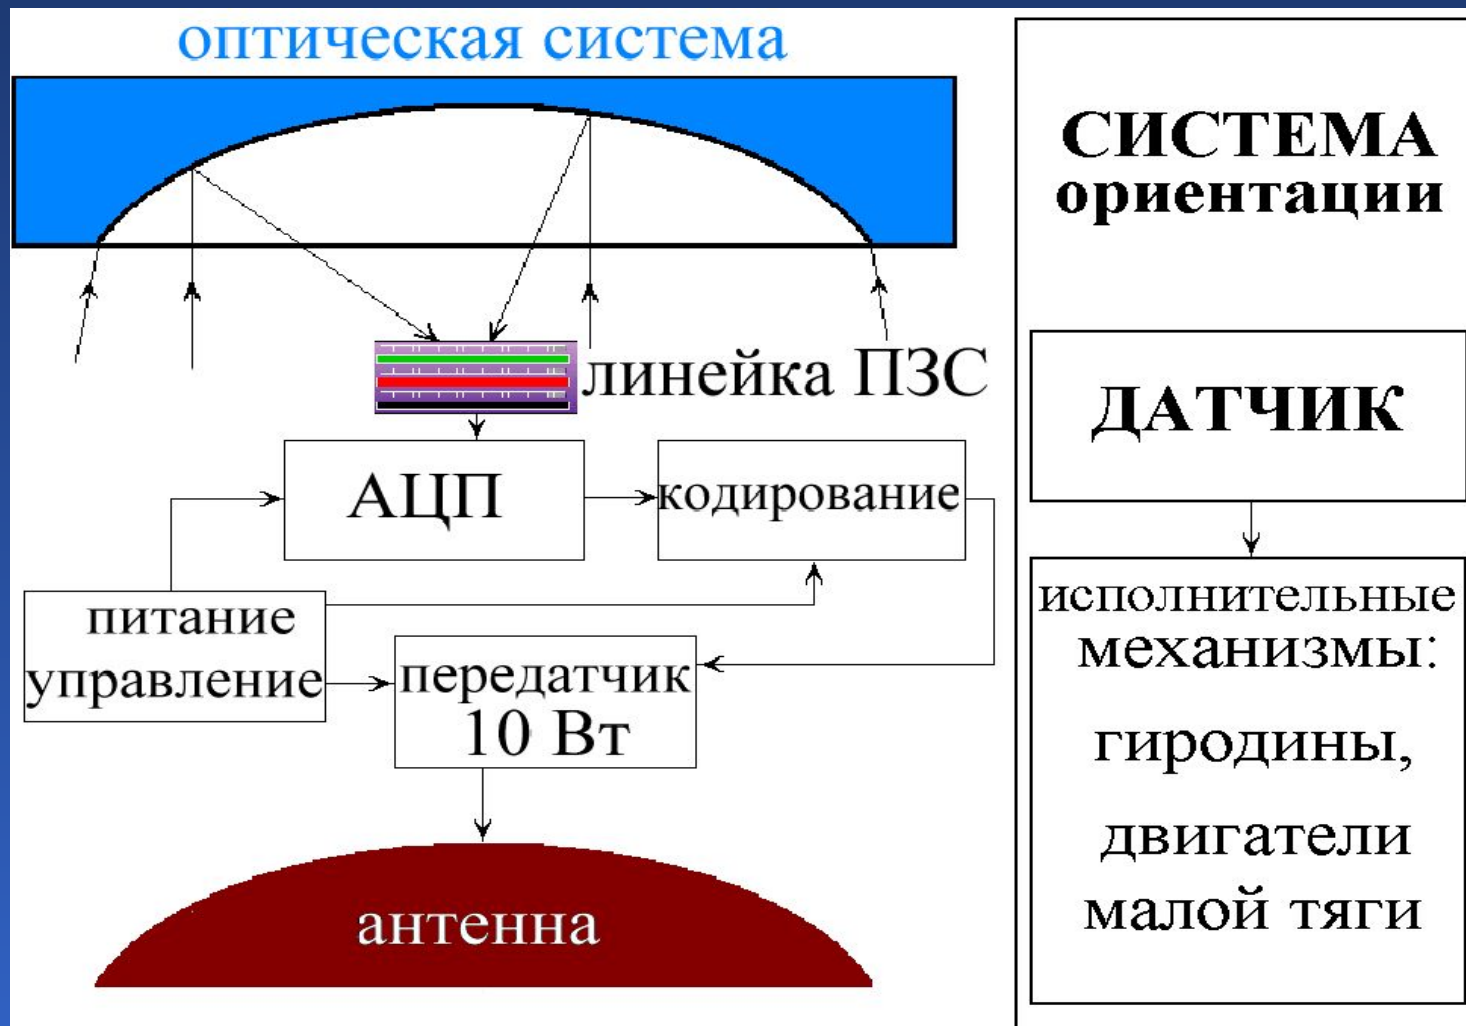 оптическая система
линейка ПЗС
АЦП
кодирование
питание
управление
передатчик
10 Вт
антенна
СИСТЕМА
ориентации
ДАТЧИК
исполнительные
механизмы:
гиродины,
двигатели
малой тяги